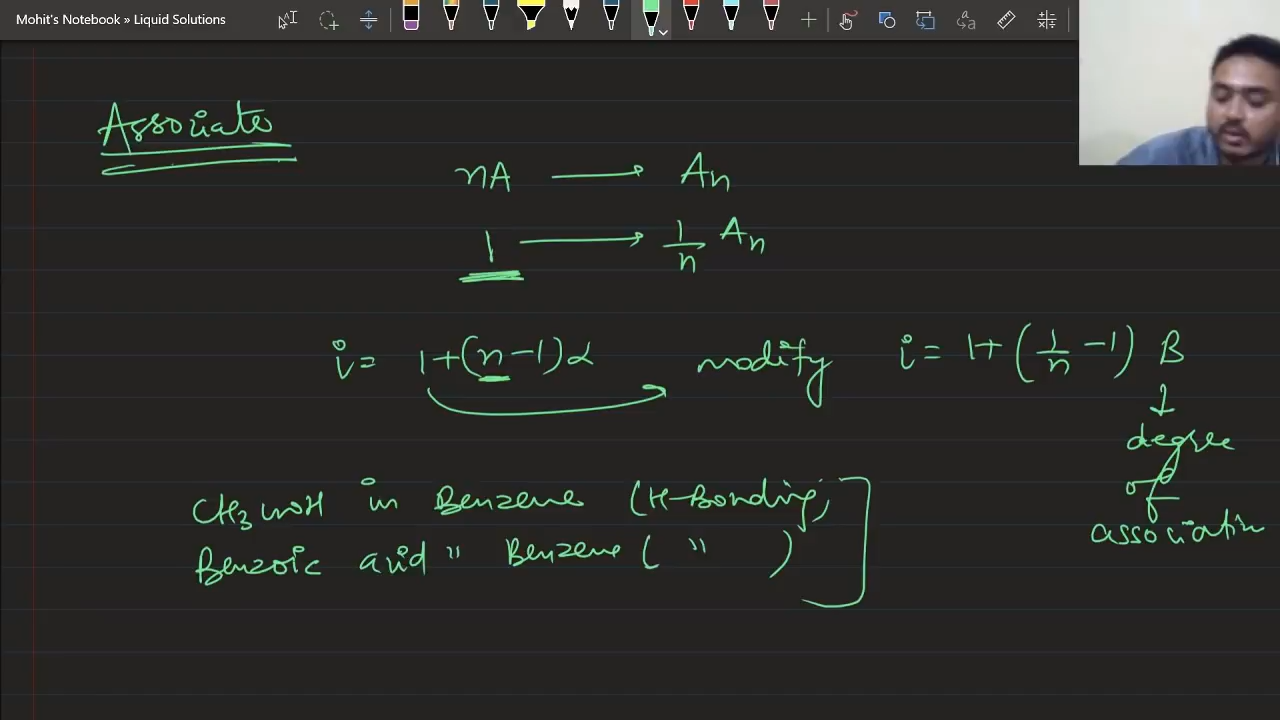 Mohit's Notebook » Liquid Solutions
Associate
nA → An
1 → 1/n An
i = 1+(n-1)α modify i = 1+(1/n -1) β
↓
degree
of
association
CH3COOH in Benzene (H-Bonding)
Benzoic acid " Benzene ( " )